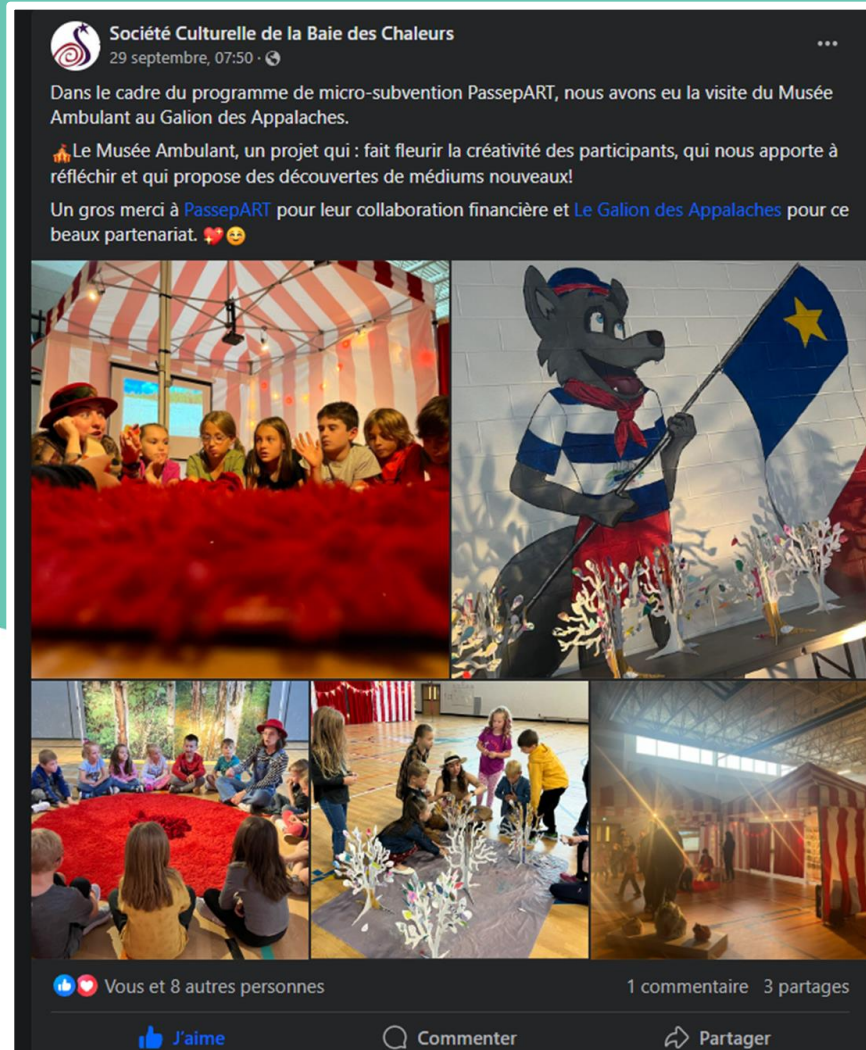 Société Culturelle de la Baie des Chaleurs
29 septembre, 07:50 ·
Dans le cadre du programme de micro-subvention PassepART, nous avons eu la visite du Musée
Ambulant au Galion des Appalaches.
🎪Le Musée Ambulant, un projet qui : fait fleurir la créativité des participants, qui nous apporte à
réfléchir et qui propose des découvertes de médiums nouveaux!
Un gros merci à PassepART pour leur collaboration financière et Le Galion des Appalaches pour ce
beaux partenariat. 💖😊
Vous et 8 autres personnes
1 commentaire 3 partages
J'aime
Commenter
Partager